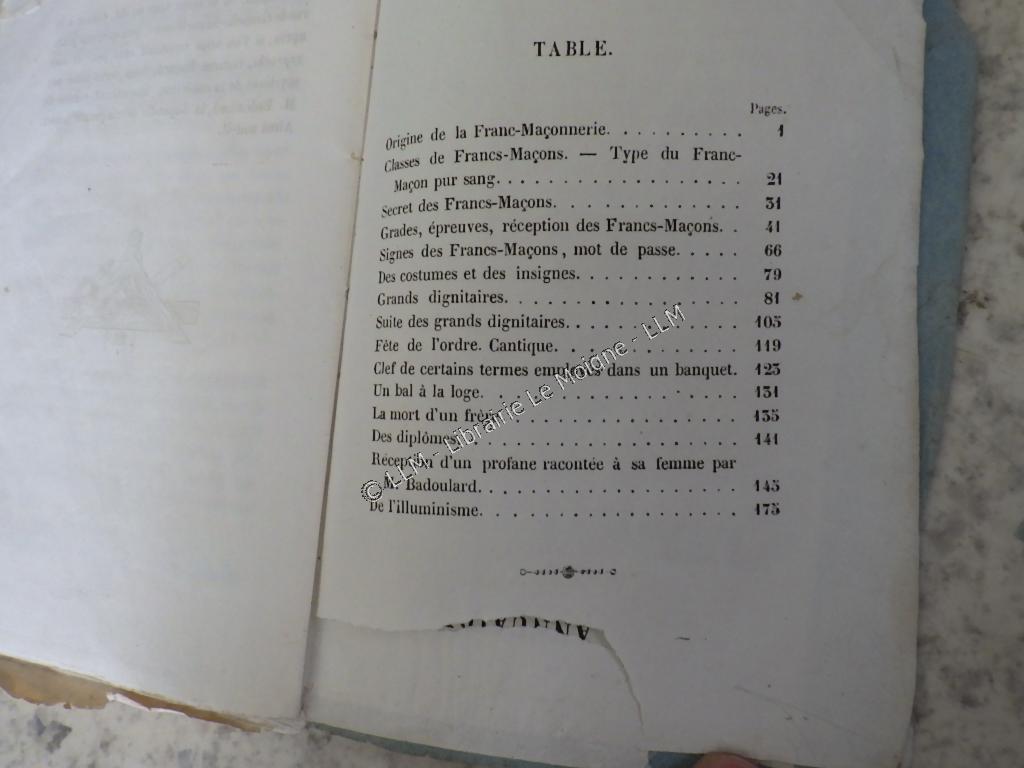 TABLE.
Pages.
Origine de la Franc-Maçonnerie. . . . . . . . . . 1
Classes de Francs-Maçons. — Type du Franc-
Maçon pur sang. . . . . . . . . . . . . . . . . . 21
Secret des Francs-Maçons. . . . . . . . . . . . . 31
Grades, épreuves, réception des Francs-Maçons. . 41
Signes des Francs-Maçons, mot de passe. . . . . 66
Des costumes et des insignes. . . . . . . . . . . 79
Grands dignitaires. . . . . . . . . . . . . . . . 81
Suite des grands dignitaires. . . . . . . . . . . 105
Fête de l'ordre. Cantique. . . . . . . . . . . . 119
Clef de certains termes employés dans un banquet. 123
Un bal à la loge. . . . . . . . . . . . . . . . . 131
La mort d'un frère. . . . . . . . . . . . . . . . 135
Des diplômes. . . . . . . . . . . . . . . . . . . 141
Réception d'un profane racontée à sa femme par
M. Badoulard. . . . . . . . . . . . . . . . . . . 145
De l'illuminisme. . . . . . . . . . . . . . . . . 175
© LLM - Librairie Le Moigne - LLM